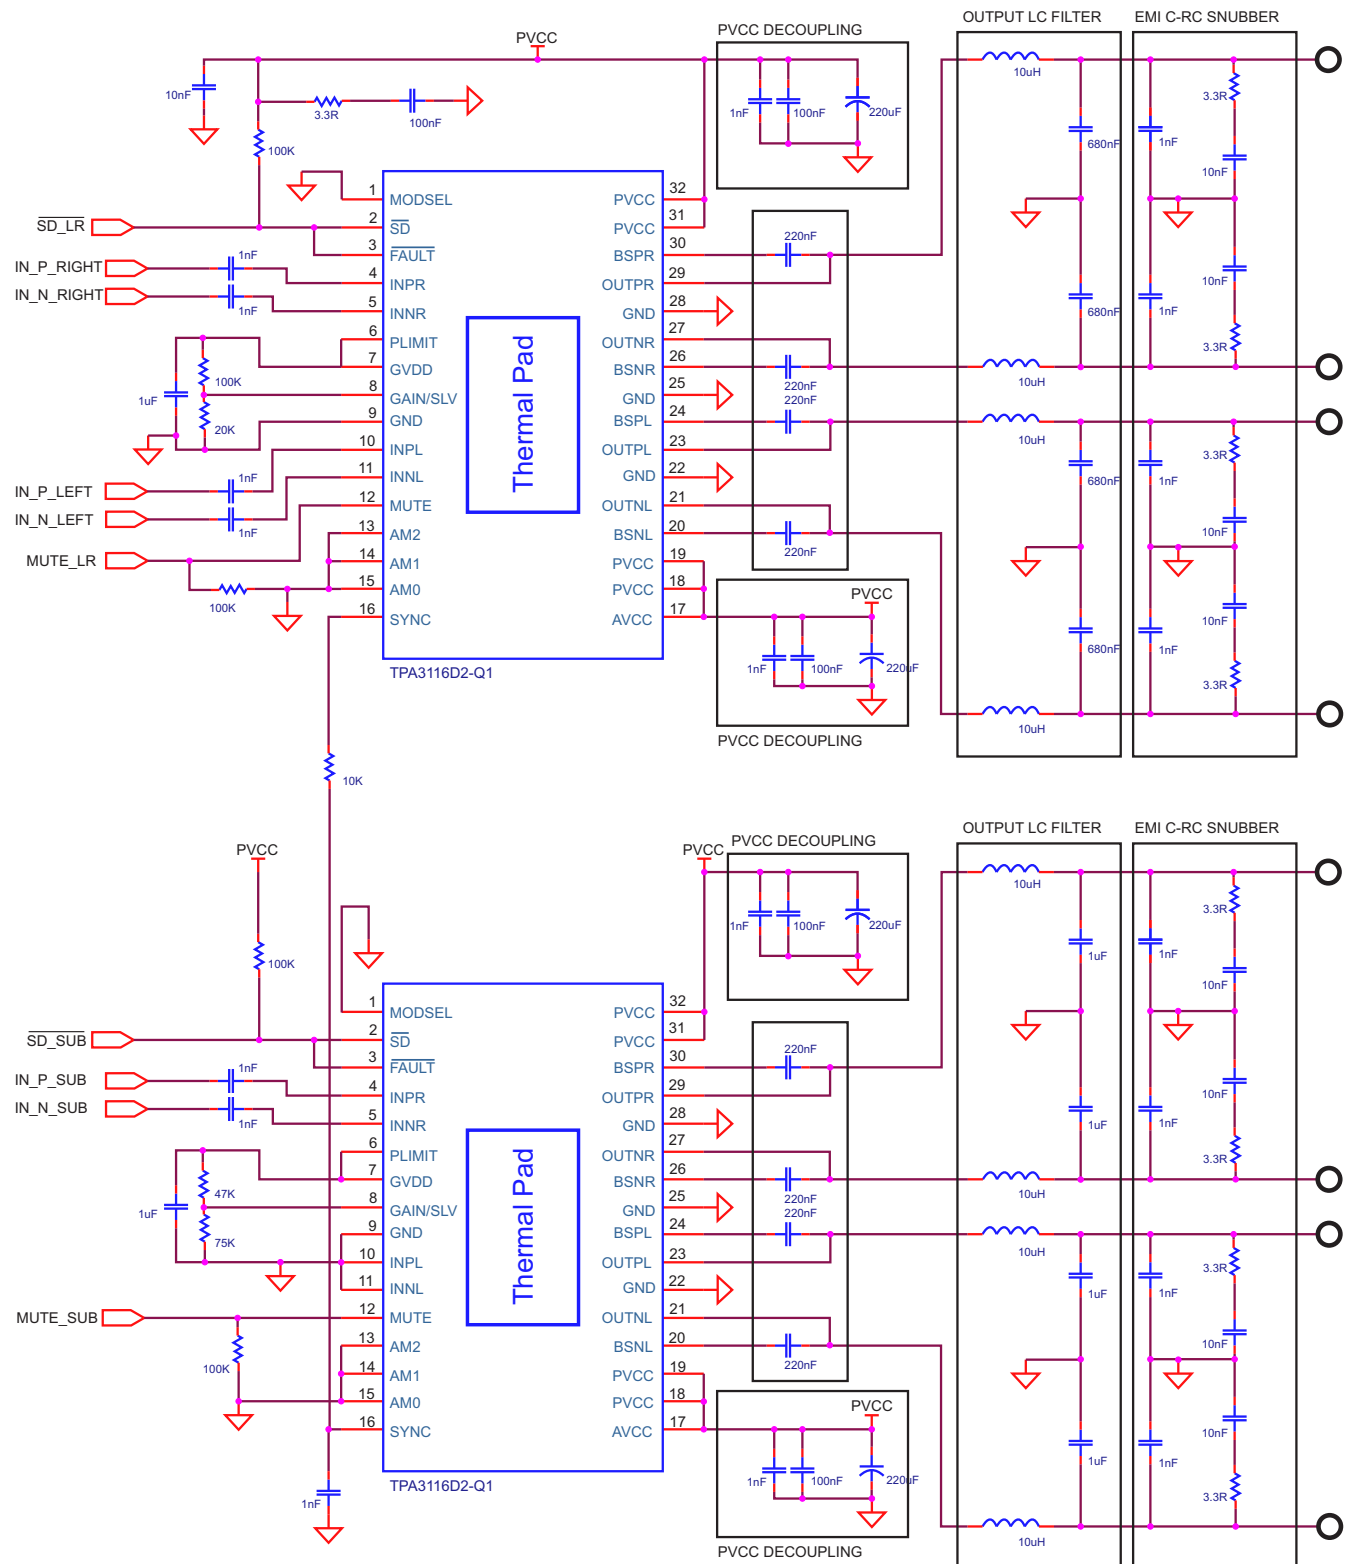 OUTPUT LC FILTER
EMI C-RC SNUBBER
PVCC DECOUPLING
PVCC
10nF
3.3R
100nF
100K
1nF
100nF
220uF
10uH
680nF
1nF
3.3R
10nF
1
MODSEL
2
SD
3
FAULT
4
INPR
5
INNR
6
PLIMIT
7
GVDD
8
GAIN/SLV
9
GND
10
INPL
11
INNL
12
MUTE
13
AM2
14
AM1
15
AM0
16
SYNC
32
PVCC
31
PVCC
30
BSPR
29
OUTPR
28
GND
27
OUTNR
26
BSNR
25
GND
24
BSPL
23
OUTPL
22
GND
21
OUTNL
20
BSNL
19
PVCC
18
PVCC
17
AVCC
Thermal Pad
TPA3116D2-Q1
SD_LR
IN_P_RIGHT
1nF
IN_N_RIGHT
1nF
1uF
100K
20K
IN_P_LEFT
1nF
IN_N_LEFT
1nF
MUTE_LR
100K
220nF
220nF
220nF
220nF
680nF
1nF
10nF
3.3R
10uH
10uH
680nF
1nF
3.3R
10nF
680nF
1nF
10nF
3.3R
10uH
PVCC
1nF
100nF
220uF
PVCC DECOUPLING
10K
OUTPUT LC FILTER
EMI C-RC SNUBBER
PVCC DECOUPLING
PVCC
PVCC
1nF
100nF
220uF
100K
10uH
1uF
1nF
3.3R
10nF
1
MODSEL
2
SD
3
FAULT
4
INPR
5
INNR
6
PLIMIT
7
GVDD
8
GAIN/SLV
9
GND
10
INPL
11
INNL
12
MUTE
13
AM2
14
AM1
15
AM0
16
SYNC
32
PVCC
31
PVCC
30
BSPR
29
OUTPR
28
GND
27
OUTNR
26
BSNR
25
GND
24
BSPL
23
OUTPL
22
GND
21
OUTNL
20
BSNL
19
PVCC
18
PVCC
17
AVCC
Thermal Pad
TPA3116D2-Q1
SD_SUB
IN_P_SUB
1nF
IN_N_SUB
1nF
1uF
47K
75K
MUTE_SUB
100K
1nF
220nF
220nF
220nF
220nF
1uF
1nF
10nF
3.3R
10uH
10uH
1uF
1nF
3.3R
10nF
1uF
1nF
10nF
3.3R
10uH
PVCC
1nF
100nF
220uF
PVCC DECOUPLING